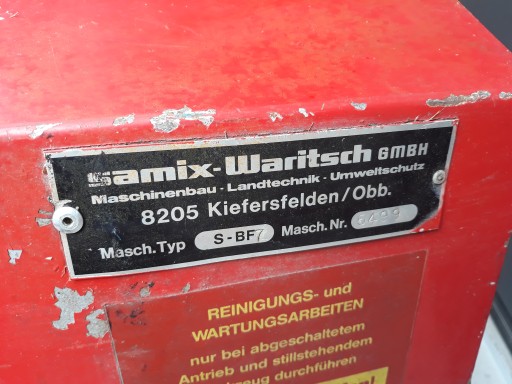 Samix-Waritsch GMBH
Maschinenbau · Landtechnik · Umweltschutz
8205 Kiefersfelden/Obb.
Masch.Typ S-BF7 Masch.Nr.
REINIGUNGS- und
WARTUNGSARBEITEN
nur bei abgeschaltetem
Antrieb und stillstehendem
durchführen